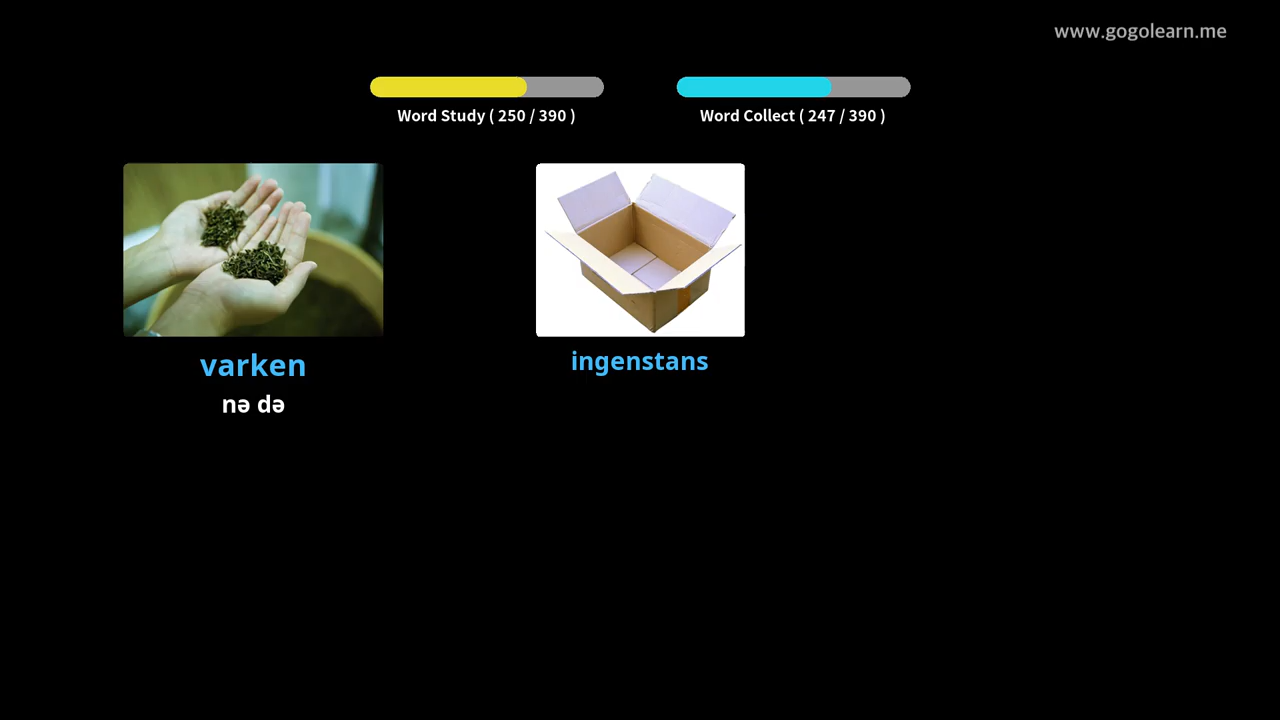 www.gogolearn.me
Word Study ( 250 / 390 )
Word Collect ( 247 / 390 )
varken
nə də
ingenstans